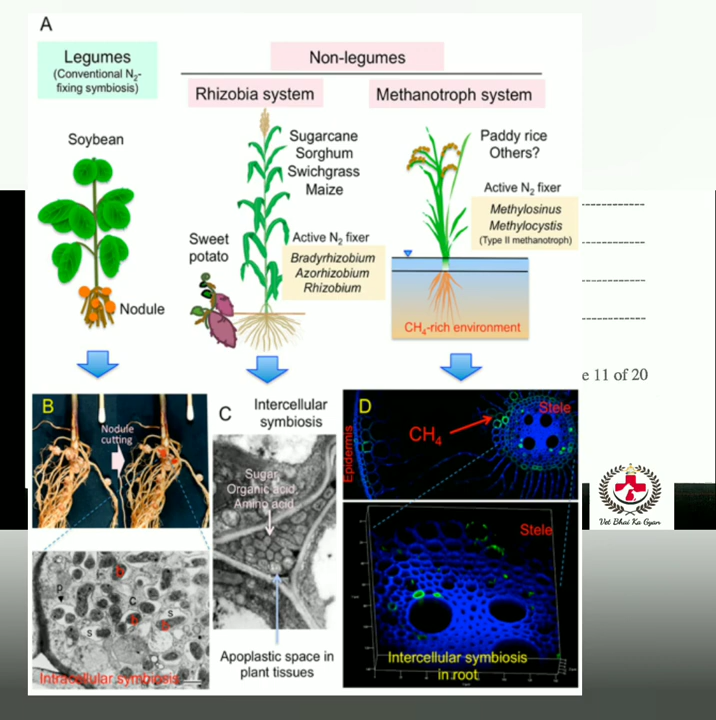 A
Legumes
(Conventional N₂-
fixing symbiosis)
Non-legumes
Rhizobia system
Methanotroph system
Soybean
Nodule
Sugarcane
Sorghum
Swichgrass
Maize
Sweet
potato
Active N₂ fixer
Bradyrhizobium
Azorhizobium
Rhizobium
Paddy rice
Others?
Active N₂ fixer
Methylosinus
Methylocystis
(Type II methanotroph)
CH₄-rich environment
e 11 of 20
B
Nodule
cutting
p
b
c
b
s
s
Intracellular symbiosis
C
Intercellular
symbiosis
Sugar,
Organic acid,
Amino acid
Apoplastic space in
plant tissues
D
Epidermis
CH₄
Stele
Stele
Intercellular symbiosis
in root
Vet Bhai Ka Gyan